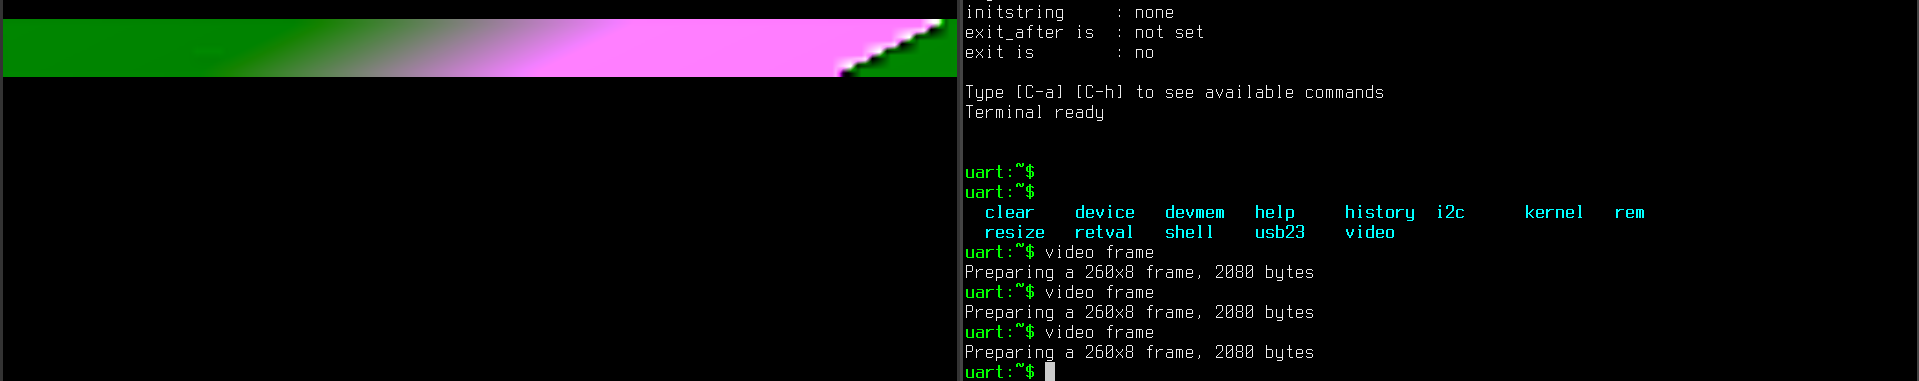 initstring     : none
exit_after is  : not set
exit is        : no
Type [C-a] [C-h] to see available commands
Terminal ready
uart:~$
uart:~$
clear    device   devmem   help     history  i2c      kernel   rem
resize   retval   shell    usb23    video
uart:~$ video frame
Preparing a 260x8 frame, 2080 bytes
uart:~$ video frame
Preparing a 260x8 frame, 2080 bytes
uart:~$ video frame
Preparing a 260x8 frame, 2080 bytes
uart:~$